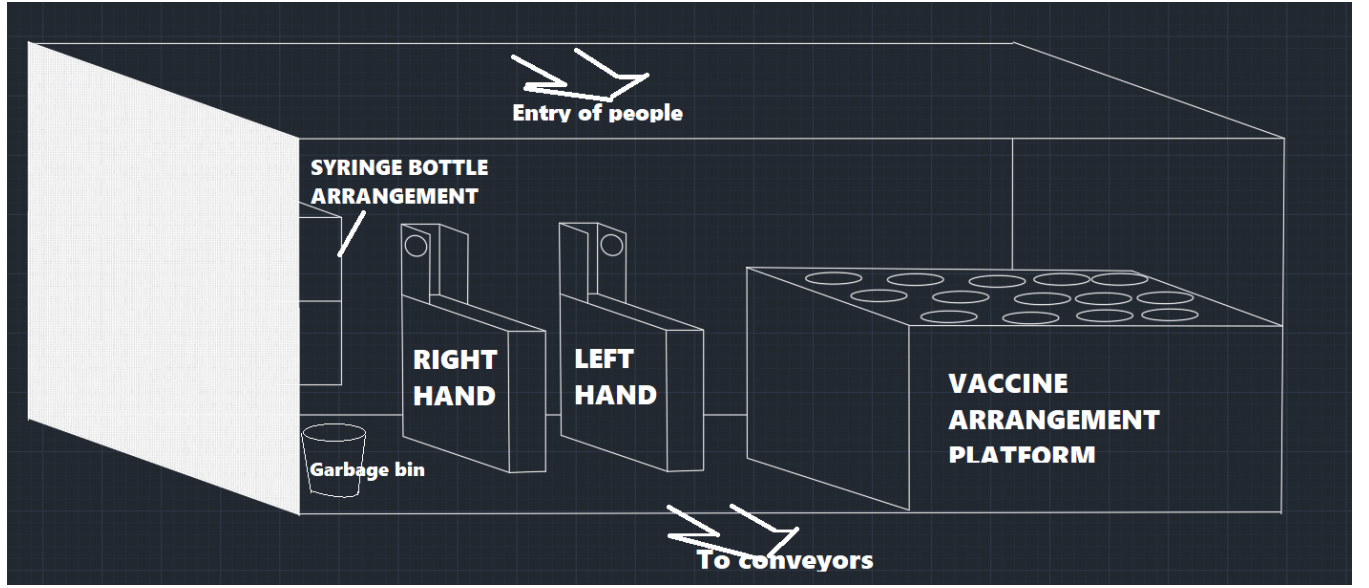 Entry of people
SYRINGE BOTTLE
ARRANGEMENT
RIGHT
HAND
LEFT
HAND
VACCINE
ARRANGEMENT
PLATFORM
Garbage bin
To conveyors